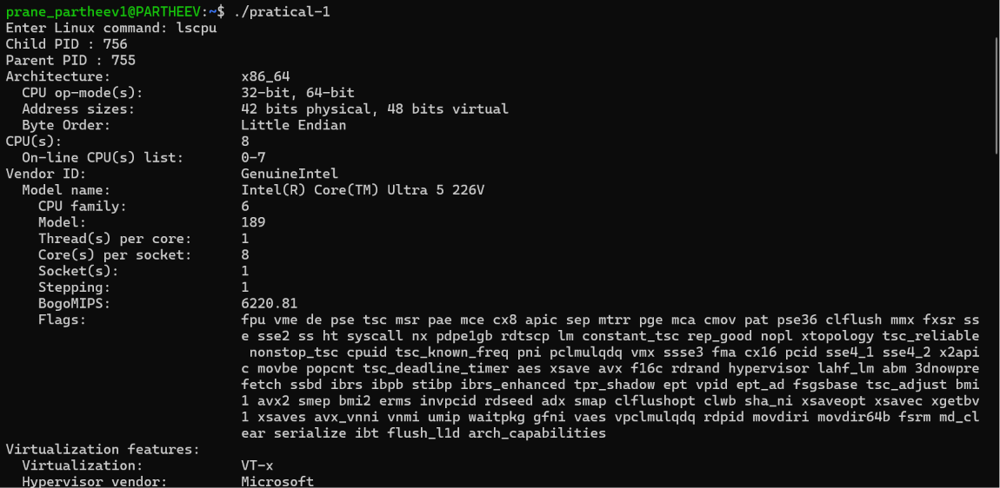 prane_partheev1@PARTHEEV:~$ ./pratical-1
Enter Linux command: lscpu
Child PID : 756
Parent PID : 755
Architecture: x86_64
CPU op-mode(s): 32-bit, 64-bit
Address sizes: 42 bits physical, 48 bits virtual
Byte Order: Little Endian
CPU(s): 8
On-line CPU(s) list: 0-7
Vendor ID: GenuineIntel
Model name: Intel(R) Core(TM) Ultra 5 226V
CPU family: 6
Model: 189
Thread(s) per core: 1
Core(s) per socket: 8
Socket(s): 1
Stepping: 1
BogoMIPS: 6220.81
Flags: fpu vme de pse tsc msr pae mce cx8 apic sep mtrr pge mca cmov pat pse36 clflush mmx fxsr ss
e sse2 ss ht syscall nx pdpe1gb rdtscp lm constant_tsc rep_good nopl xtopology tsc_reliable
nonstop_tsc cpuid tsc_known_freq pni pclmulqdq vmx ssse3 fma cx16 pcid sse4_1 sse4_2 x2api
c movbe popcnt tsc_deadline_timer aes xsave avx f16c rdrand hypervisor lahf_lm abm 3dnowpre
fetch ssbd ibrs ibpb stibp ibrs_enhanced tpr_shadow ept vpid ept_ad fsgsbase tsc_adjust bmi
1 avx2 smep bmi2 erms invpcid rdseed adx smap clflushopt clwb sha_ni xsaveopt xsavec xgetbv
1 xsaves avx_vnni vnmi umip waitpkg gfni vaes vpclmulqdq rdpid movdiri movdir64b fsrm md_cl
ear serialize ibt flush_l1d arch_capabilities
Virtualization features:
Virtualization: VT-x
Hypervisor vendor: Microsoft